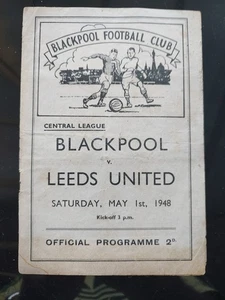 BLACKPOOL FOOTBALL CLUB
CENTRAL LEAGUE
BLACKPOOL
v.
LEEDS UNITED
SATURDAY, MAY 1st, 1948
Kick-off 3 p.m.
OFFICIAL PROGRAMME 2ᴰ·